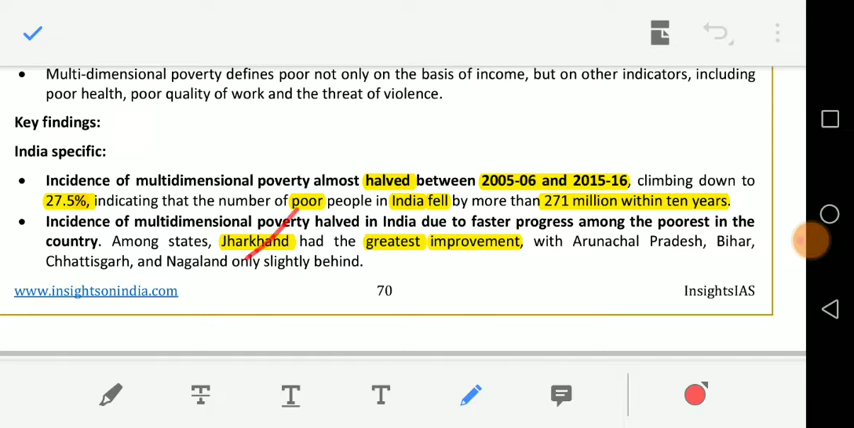 • Multi-dimensional poverty defines poor not only on the basis of income, but on other indicators, including
poor health, poor quality of work and the threat of violence.
Key findings:
India specific:
• Incidence of multidimensional poverty almost halved between 2005-06 and 2015-16, climbing down to
27.5%, indicating that the number of poor people in India fell by more than 271 million within ten years.
• Incidence of multidimensional poverty halved in India due to faster progress among the poorest in the
country. Among states, Jharkhand had the greatest improvement, with Arunachal Pradesh, Bihar,
Chhattisgarh, and Nagaland only slightly behind.
www.insightsonindia.com 70 InsightsIAS